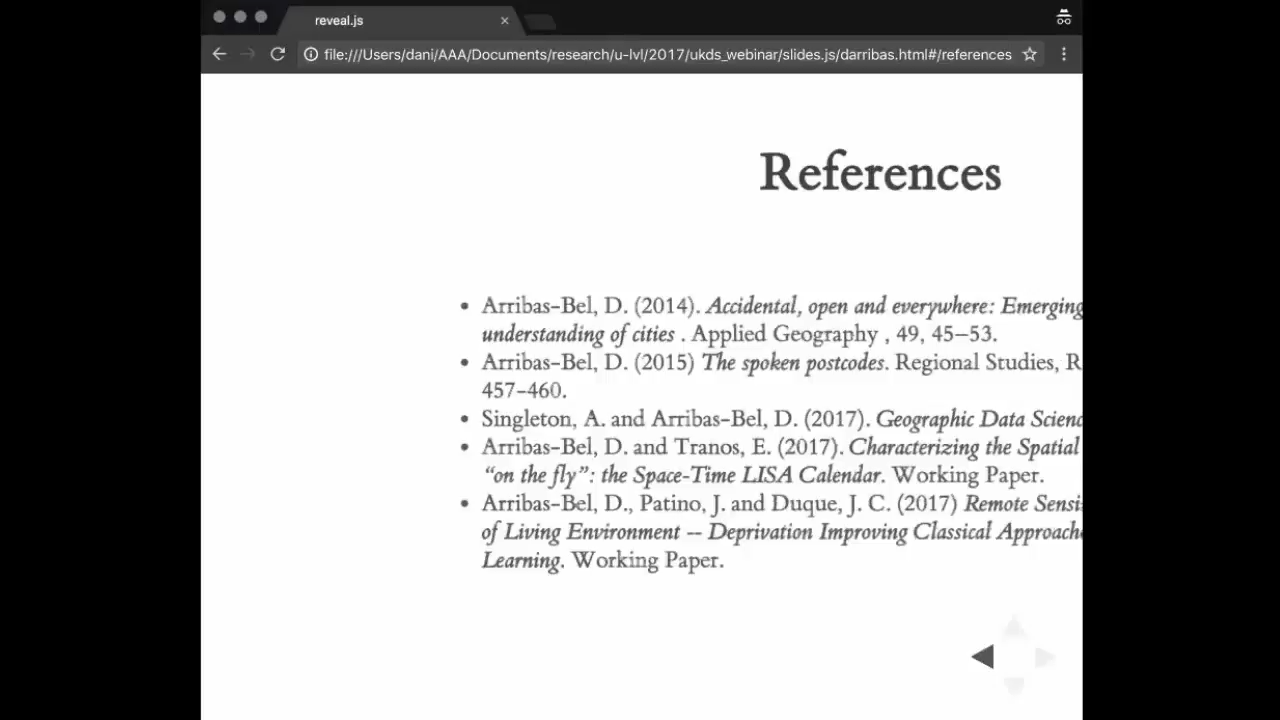 reveal.js
file:///Users/dani/AAA/Documents/research/u-lvl/2017/ukds_webinar/slides.js/darribas.html#/references
References
• Arribas-Bel, D. (2014). Accidental, open and everywhere: Emerging
understanding of cities . Applied Geography , 49, 45–53.
• Arribas-Bel, D. (2015) The spoken postcodes. Regional Studies, R
457-460.
• Singleton, A. and Arribas-Bel, D. (2017). Geographic Data Scienc
• Arribas-Bel, D. and Tranos, E. (2017). Characterizing the Spatial
“on the fly”: the Space-Time LISA Calendar. Working Paper.
• Arribas-Bel, D., Patino, J. and Duque, J. C. (2017) Remote Sensi
of Living Environment -- Deprivation Improving Classical Approache
Learning. Working Paper.